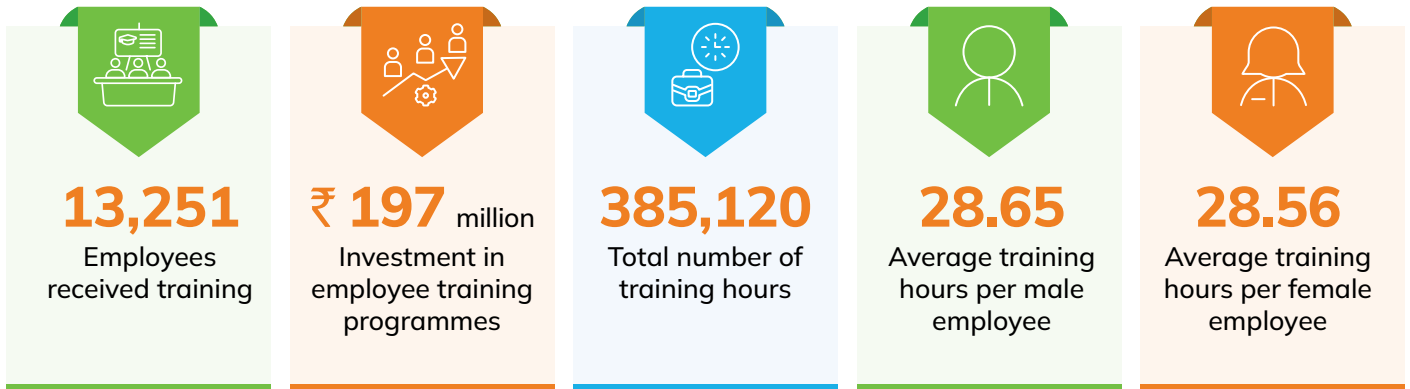 13,251
Employees
received training
₹ 197 million
Investment in
employee training
programmes
385,120
Total number of
training hours
28.65
Average training
hours per male
employee
28.56
Average training
hours per female
employee